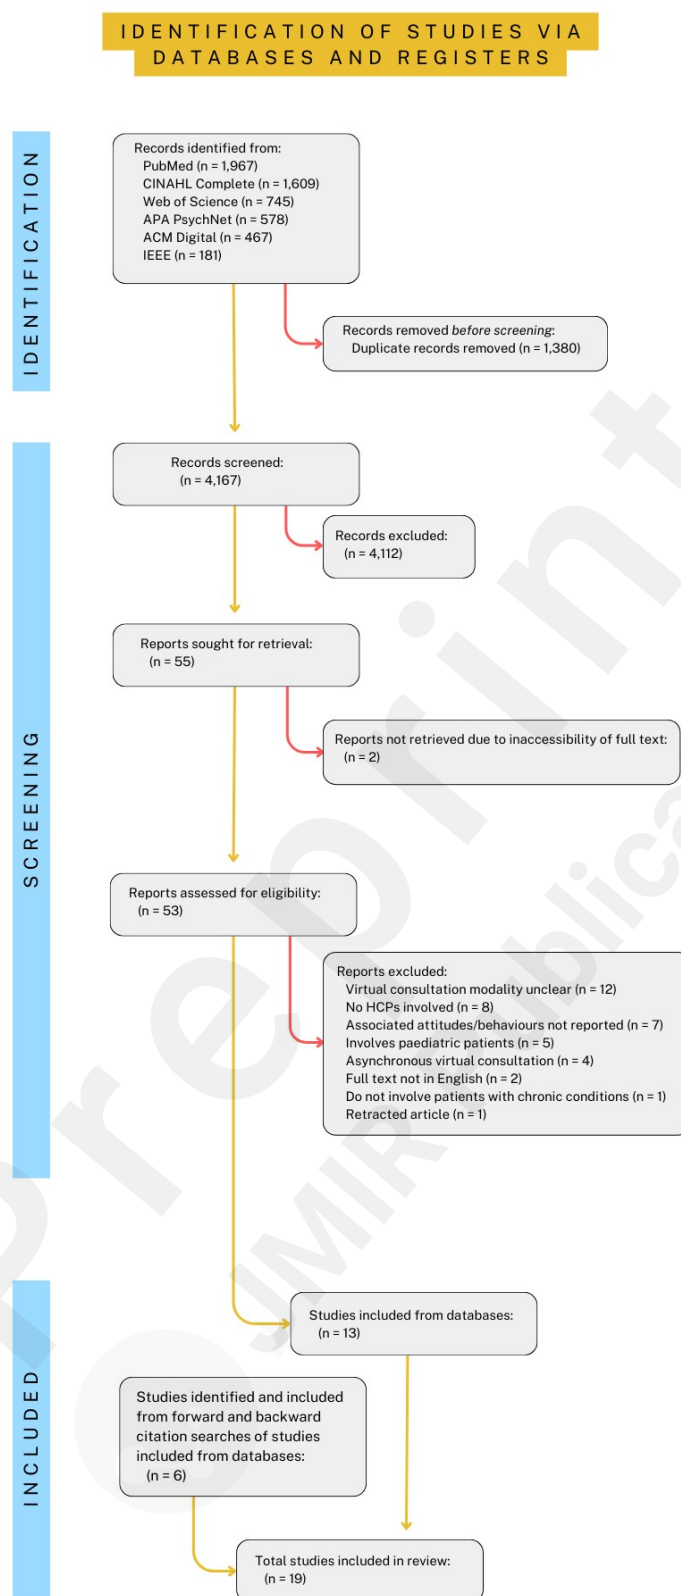 IDENTIFICATION OF STUDIES VIA
DATABASES AND REGISTERS
IDENTIFICATION
Records identified from:
PubMed (n = 1,967)
CINAHL Complete (n = 1,609)
Web of Science (n = 745)
APA PsychNet (n = 578)
ACM Digital (n = 467)
IEEE (n = 181)
Records removed before screening:
Duplicate records removed (n = 1,380)
SCREENING
Records screened:
(n = 4,167)
Records excluded:
(n = 4,112)
Reports sought for retrieval:
(n = 55)
Reports not retrieved due to inaccessibility of full text:
(n = 2)
Reports assessed for eligibility:
(n = 53)
Reports excluded:
Virtual consultation modality unclear (n = 12)
No HCPs involved (n = 8)
Associated attitudes/behaviours not reported (n = 7)
Involves paediatric patients (n = 5)
Asynchronous virtual consultation (n = 4)
Full text not in English (n = 2)
Do not involve patients with chronic conditions (n = 1)
Retracted article (n = 1)
INCLUDED
Studies included from databases:
(n = 13)
Studies identified and included
from forward and backward
citation searches of studies
included from databases:
(n = 6)
Total studies included in review:
(n = 19)
Preprint
JMIR Publica